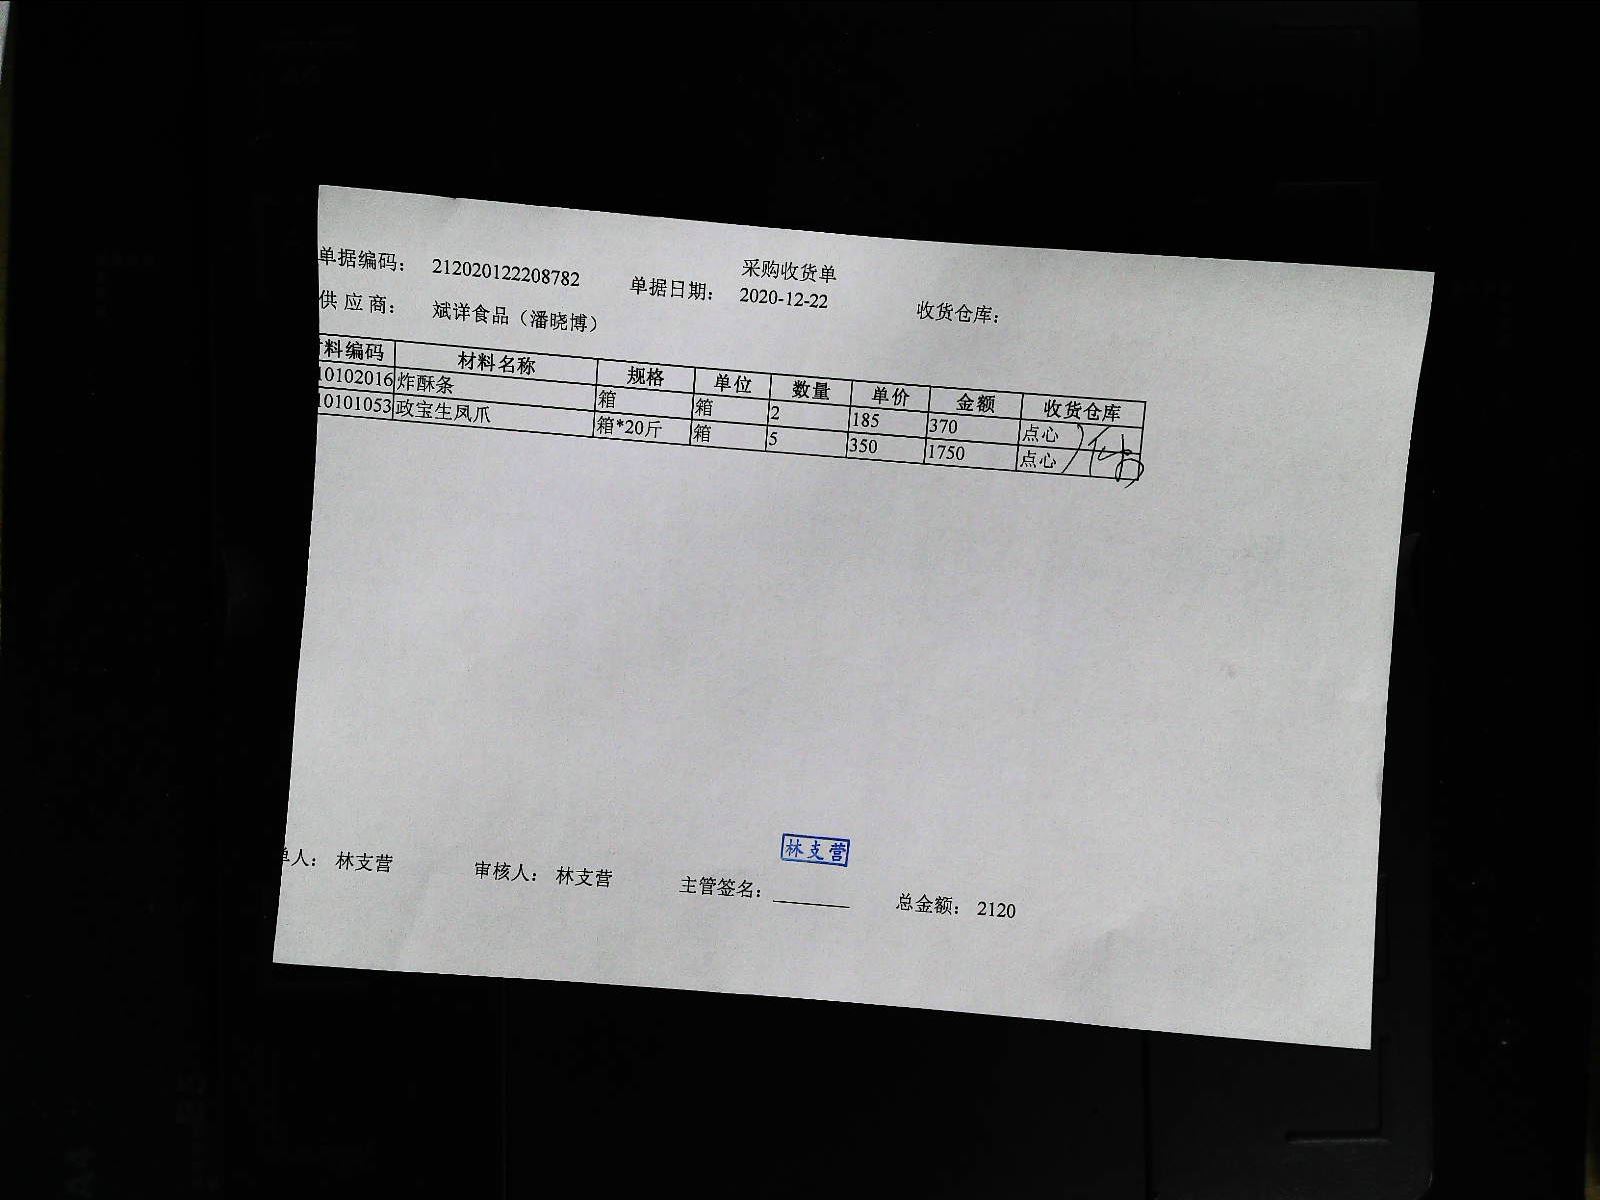 采购收货单
单据编码： 212020122208782 单据日期： 2020-12-22 收货仓库：
供应商： 斌详食品（潘晓博）
料编码 材料名称 规格 单位 数量 单价 金额 收货仓库
10102016 炸酥条 箱 箱 2 185 370 点心
10101053 政宝生凤爪 箱*20斤 箱 5 350 1750 点心
林支营
单人： 林支营 审核人： 林支营 主管签名： 总金额： 2120